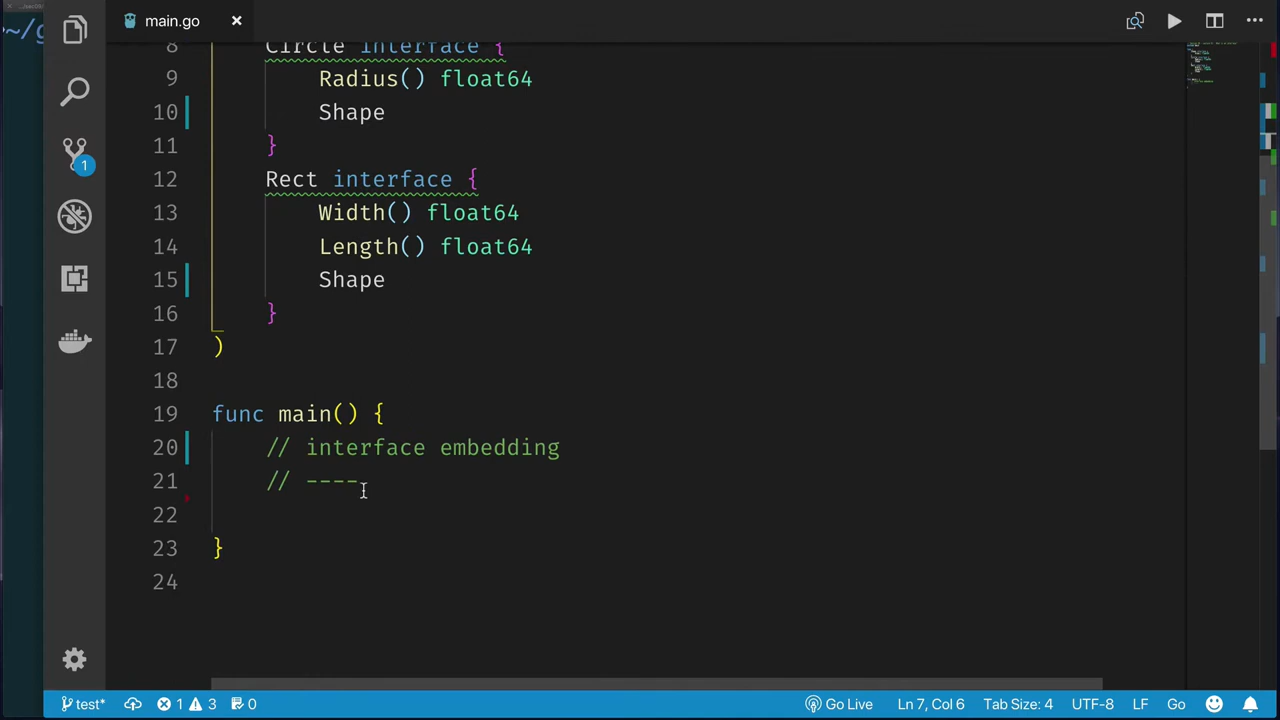 ~/g
main.go
8 Circle interface {
9 Radius() float64
10 Shape
11 }
12 Rect interface {
13 Width() float64
14 Length() float64
15 Shape
16 }
17 )
18
19 func main() {
20 // interface embedding
21 // ----
22
23 }
24
1
test* 1 3 0 Go Live Ln 7, Col 6 Tab Size: 4 UTF-8 LF Go